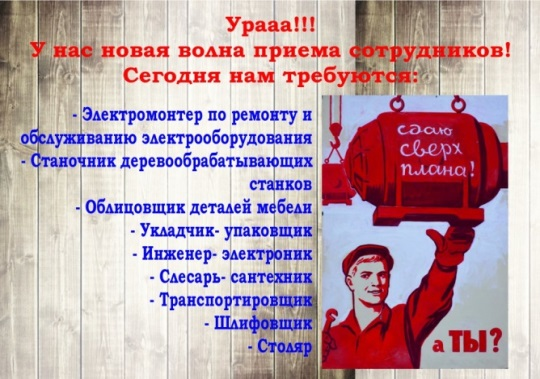 Урааа!!!
У нас новая волна приема сотрудников!
Сегодня нам требуются:
- Электромонтер по ремонту и
обслуживанию электрооборудования
- Станочник деревообрабатывающих
станков
- Облицовщик деталей мебели
- Укладчик- упаковщик
- Инженер- электроник
- Слесарь- сантехник
- Транспортировщик
- Шлифовщик
- Столяр
сдаю
сверх
плана!
а ТЫ?